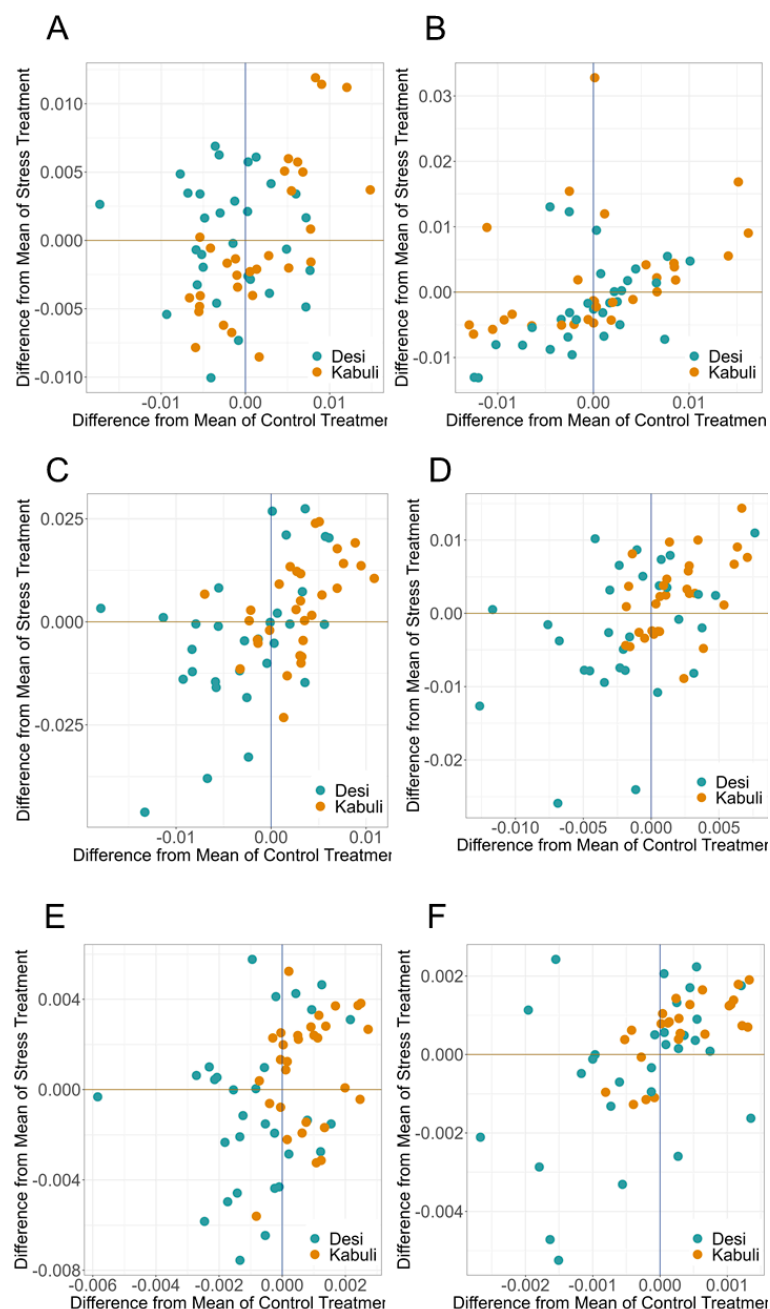 A
Difference from Mean of Stress Treatment
0.010
0.005
0.000
-0.005
-0.010
-0.01
0.00
0.01
Desi
Kabuli
Difference from Mean of Control Treatmen
B
Difference from Mean of Stress Treatment
0.03
0.02
0.01
0.00
-0.01
-0.01
0.00
0.01
Desi
Kabuli
Difference from Mean of Control Treatmen
C
Difference from Mean of Stress Treatment
0.025
0.000
-0.025
-0.01
0.00
0.01
Desi
Kabuli
Difference from Mean of Control Treatmer
D
Difference from Mean of Stress Treatment
0.01
0.00
-0.01
-0.02
-0.010
-0.005
0.000
0.005
Desi
Kabuli
Difference from Mean of Control Treatmer
E
Difference from Mean of Stress Treatment
0.004
0.000
-0.004
-0.008
-0.006
-0.004
-0.002
0.000
0.002
Desi
Kabuli
Difference from Mean of Control Treatmen
F
Difference from Mean of Stress Treatment
0.002
0.000
-0.002
-0.004
-0.002
-0.001
0.000
0.001
Desi
Kabuli
Difference from Mean of Control Treatmen